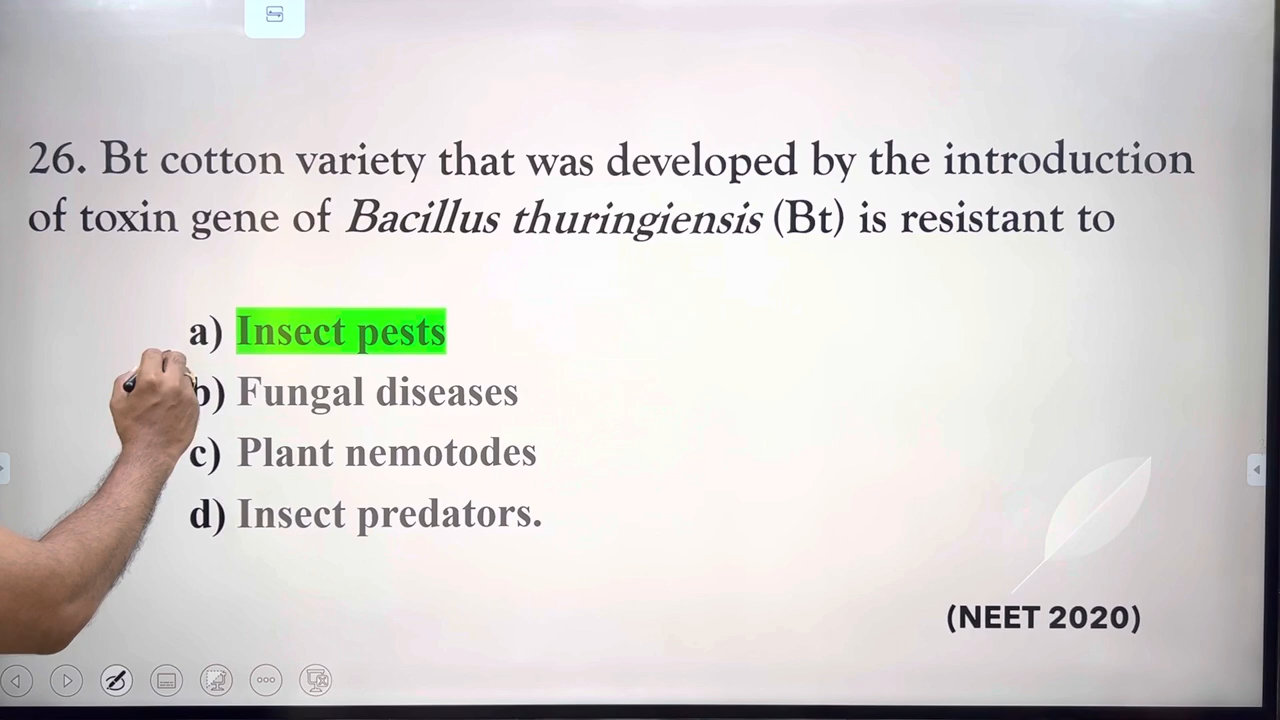 26. Bt cotton variety that was developed by the introduction
of toxin gene of Bacillus thuringiensis (Bt) is resistant to
a) Insect pests
b) Fungal diseases
c) Plant nemotodes
d) Insect predators.
(NEET 2020)